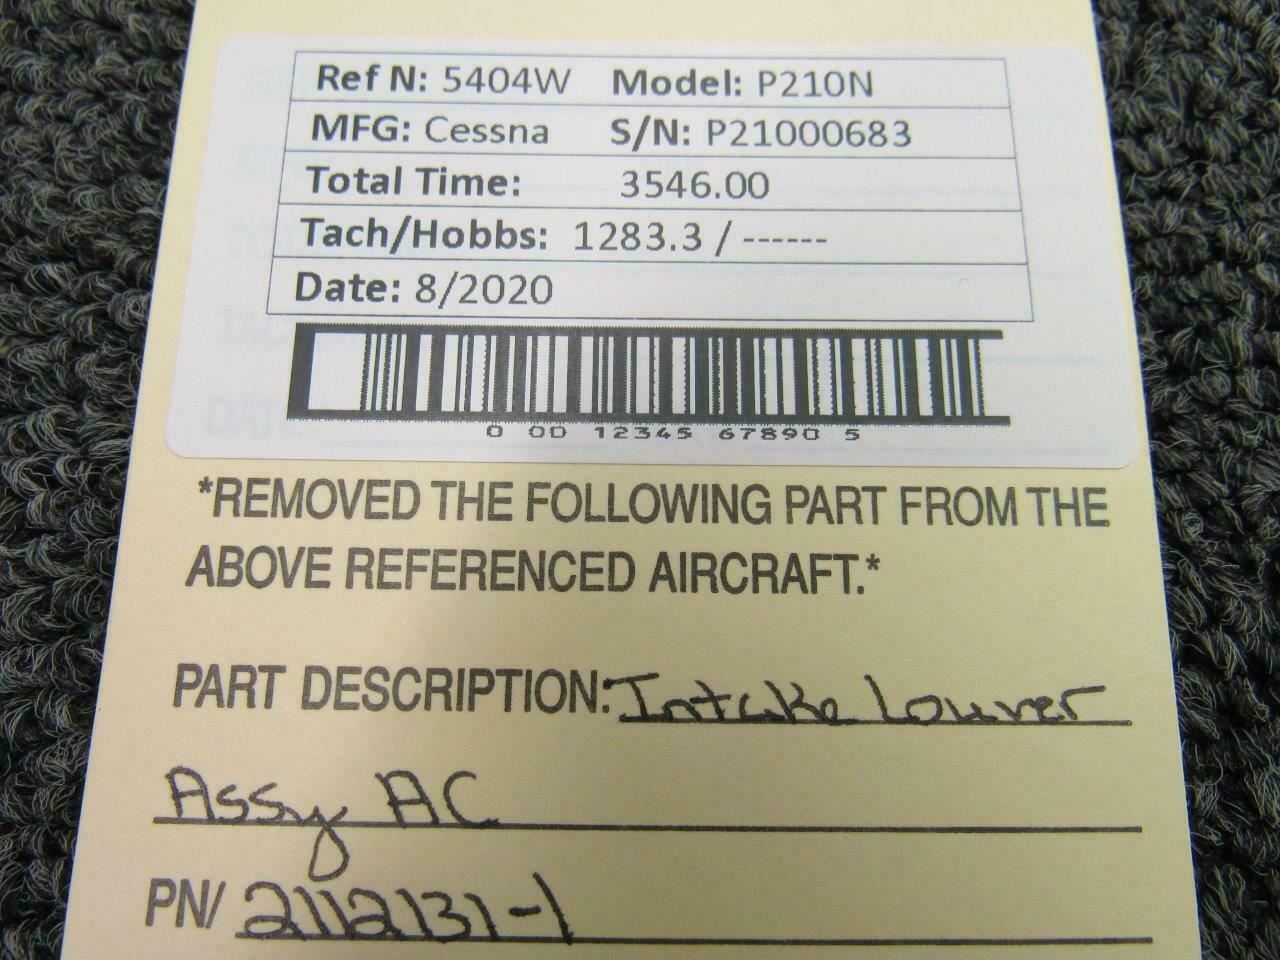 Ref N: 5404W Model: P210N
MFG: Cessna S/N: P21000683
Total Time: 3546.00
Tach/Hobbs: 1283.3 / ------
Date: 8/2020
0 00 12345 67890 5
*REMOVED THE FOLLOWING PART FROM THE
ABOVE REFERENCED AIRCRAFT.*
PART DESCRIPTION: Intake Louver
Assy AC
PN/ 2112131-1